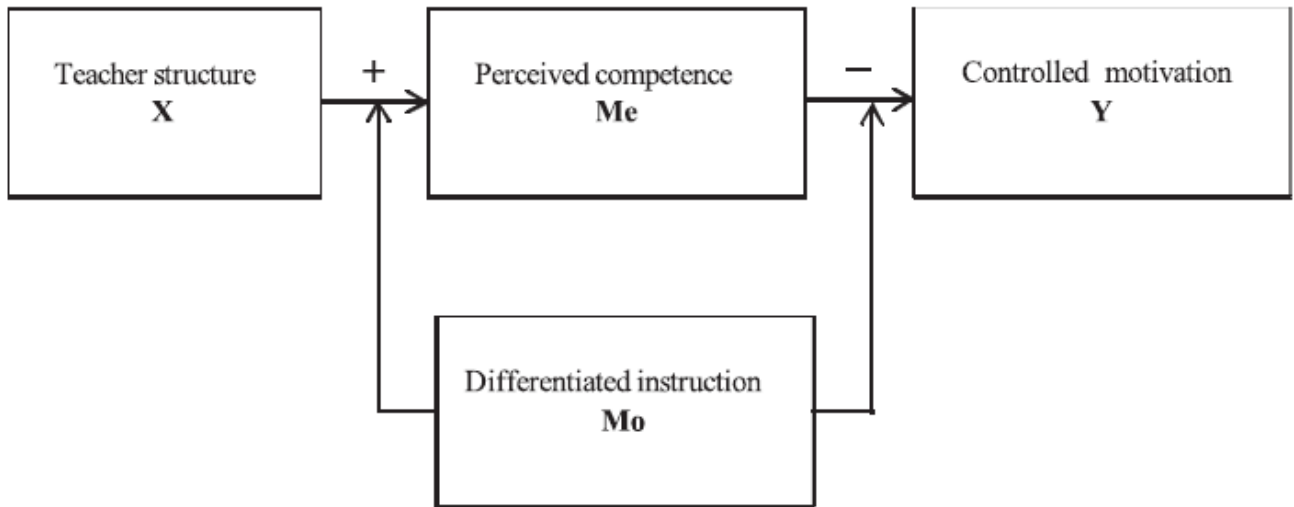 Teacher structure
X
+
Perceived competence
Me
−
Controlled motivation
Y
Differentiated instruction
Mo